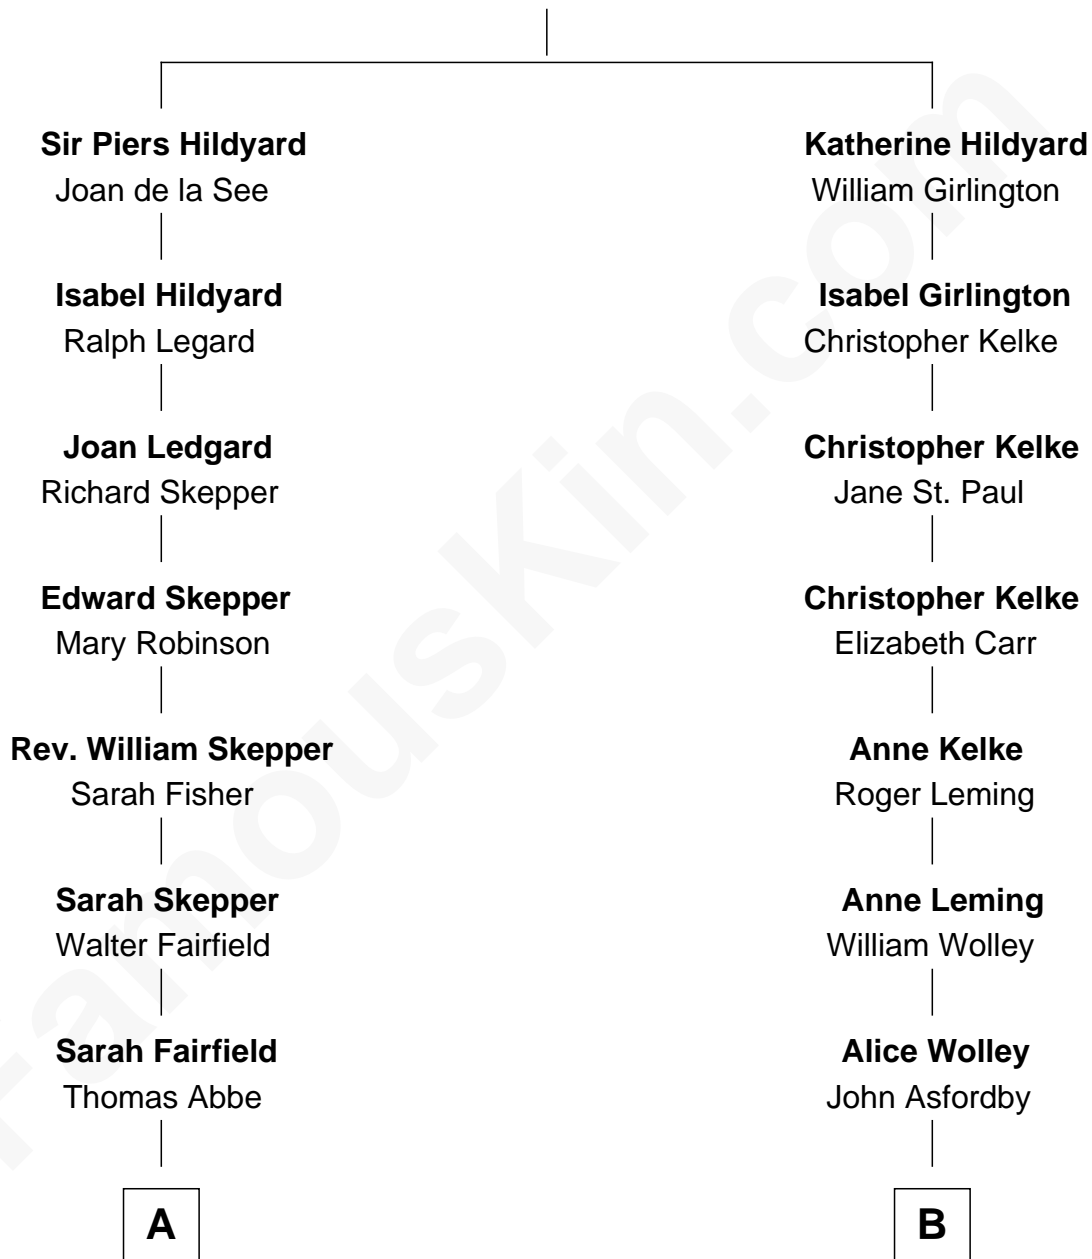 Sir Piers Hildyard
Joan de la See
Isabel Hildyard
Ralph Legard
Joan Ledgard
Richard Skepper
Edward Skepper
Mary Robinson
Rev. William Skepper
Sarah Fisher
Sarah Skepper
Walter Fairfield
Sarah Fairfield
Thomas Abbe
A
Katherine Hildyard
William Girlington
Isabel Girlington
Christopher Kelke
Christopher Kelke
Jane St. Paul
Christopher Kelke
Elizabeth Carr
Anne Kelke
Roger Leming
Anne Leming
William Wolley
Alice Wolley
John Asfordby
B
FamousKin.com